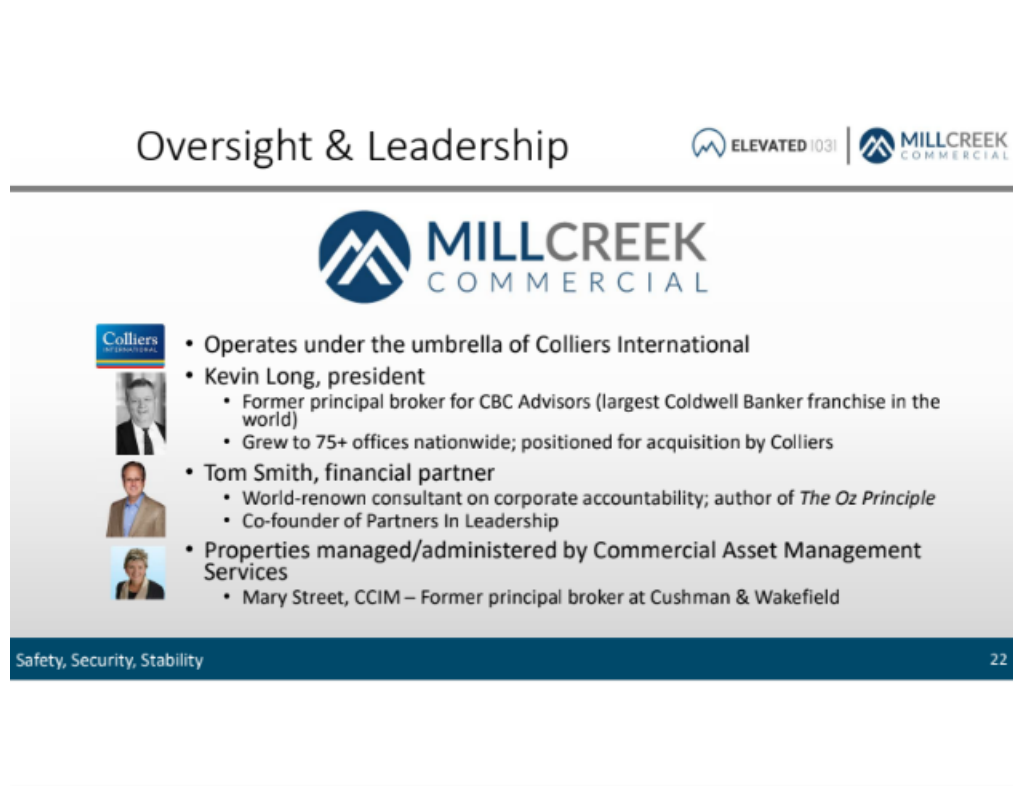 Oversight & Leadership
ELEVATED 1031
MILLCREEK
COMMERCIAL
MILLCREEK
COMMERCIAL
Colliers
INTERNATIONAL
• Operates under the umbrella of Colliers International
• Kevin Long, president
• Former principal broker for CBC Advisors (largest Coldwell Banker franchise in the
world)
• Grew to 75+ offices nationwide; positioned for acquisition by Colliers
• Tom Smith, financial partner
• World-renown consultant on corporate accountability; author of The Oz Principle
• Co-founder of Partners In Leadership
• Properties managed/administered by Commercial Asset Management
Services
• Mary Street, CCIM – Former principal broker at Cushman & Wakefield
Safety, Security, Stability
22